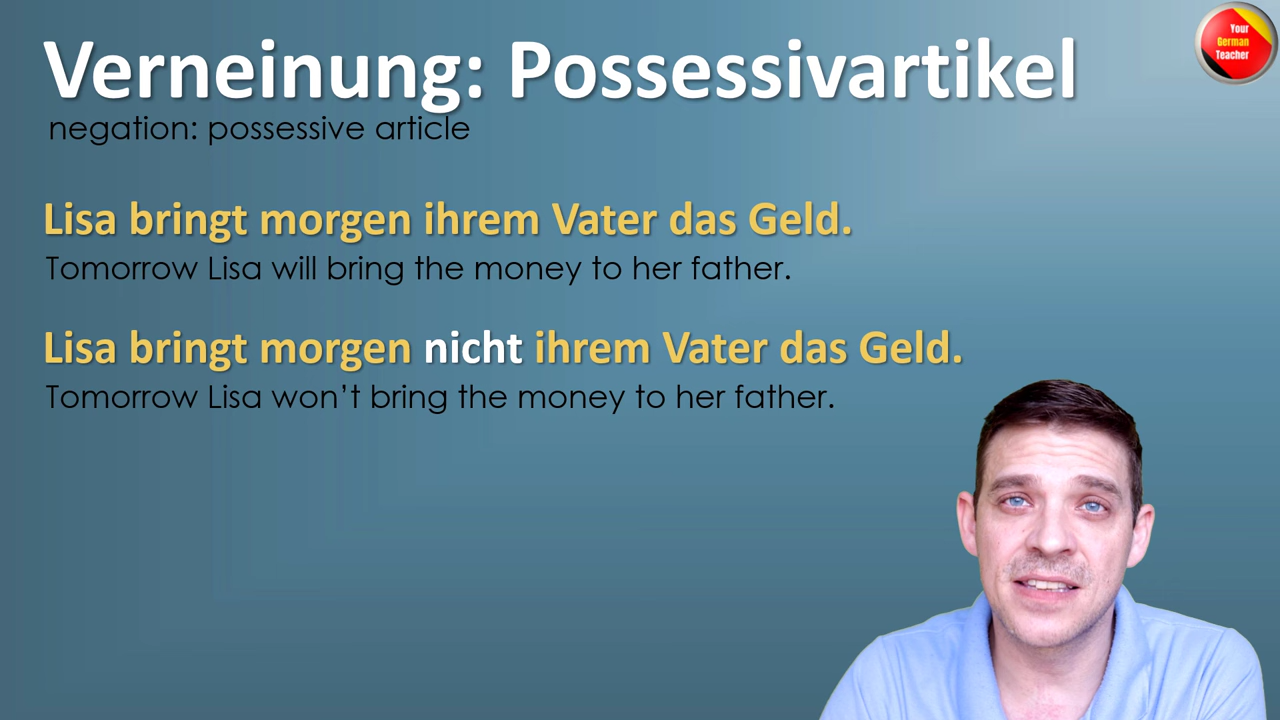 Verneinung: Possessivartikel
negation: possessive article
Your
German
Teacher
Lisa bringt morgen ihrem Vater das Geld.
Tomorrow Lisa will bring the money to her father.
Lisa bringt morgen nicht ihrem Vater das Geld.
Tomorrow Lisa won’t bring the money to her father.